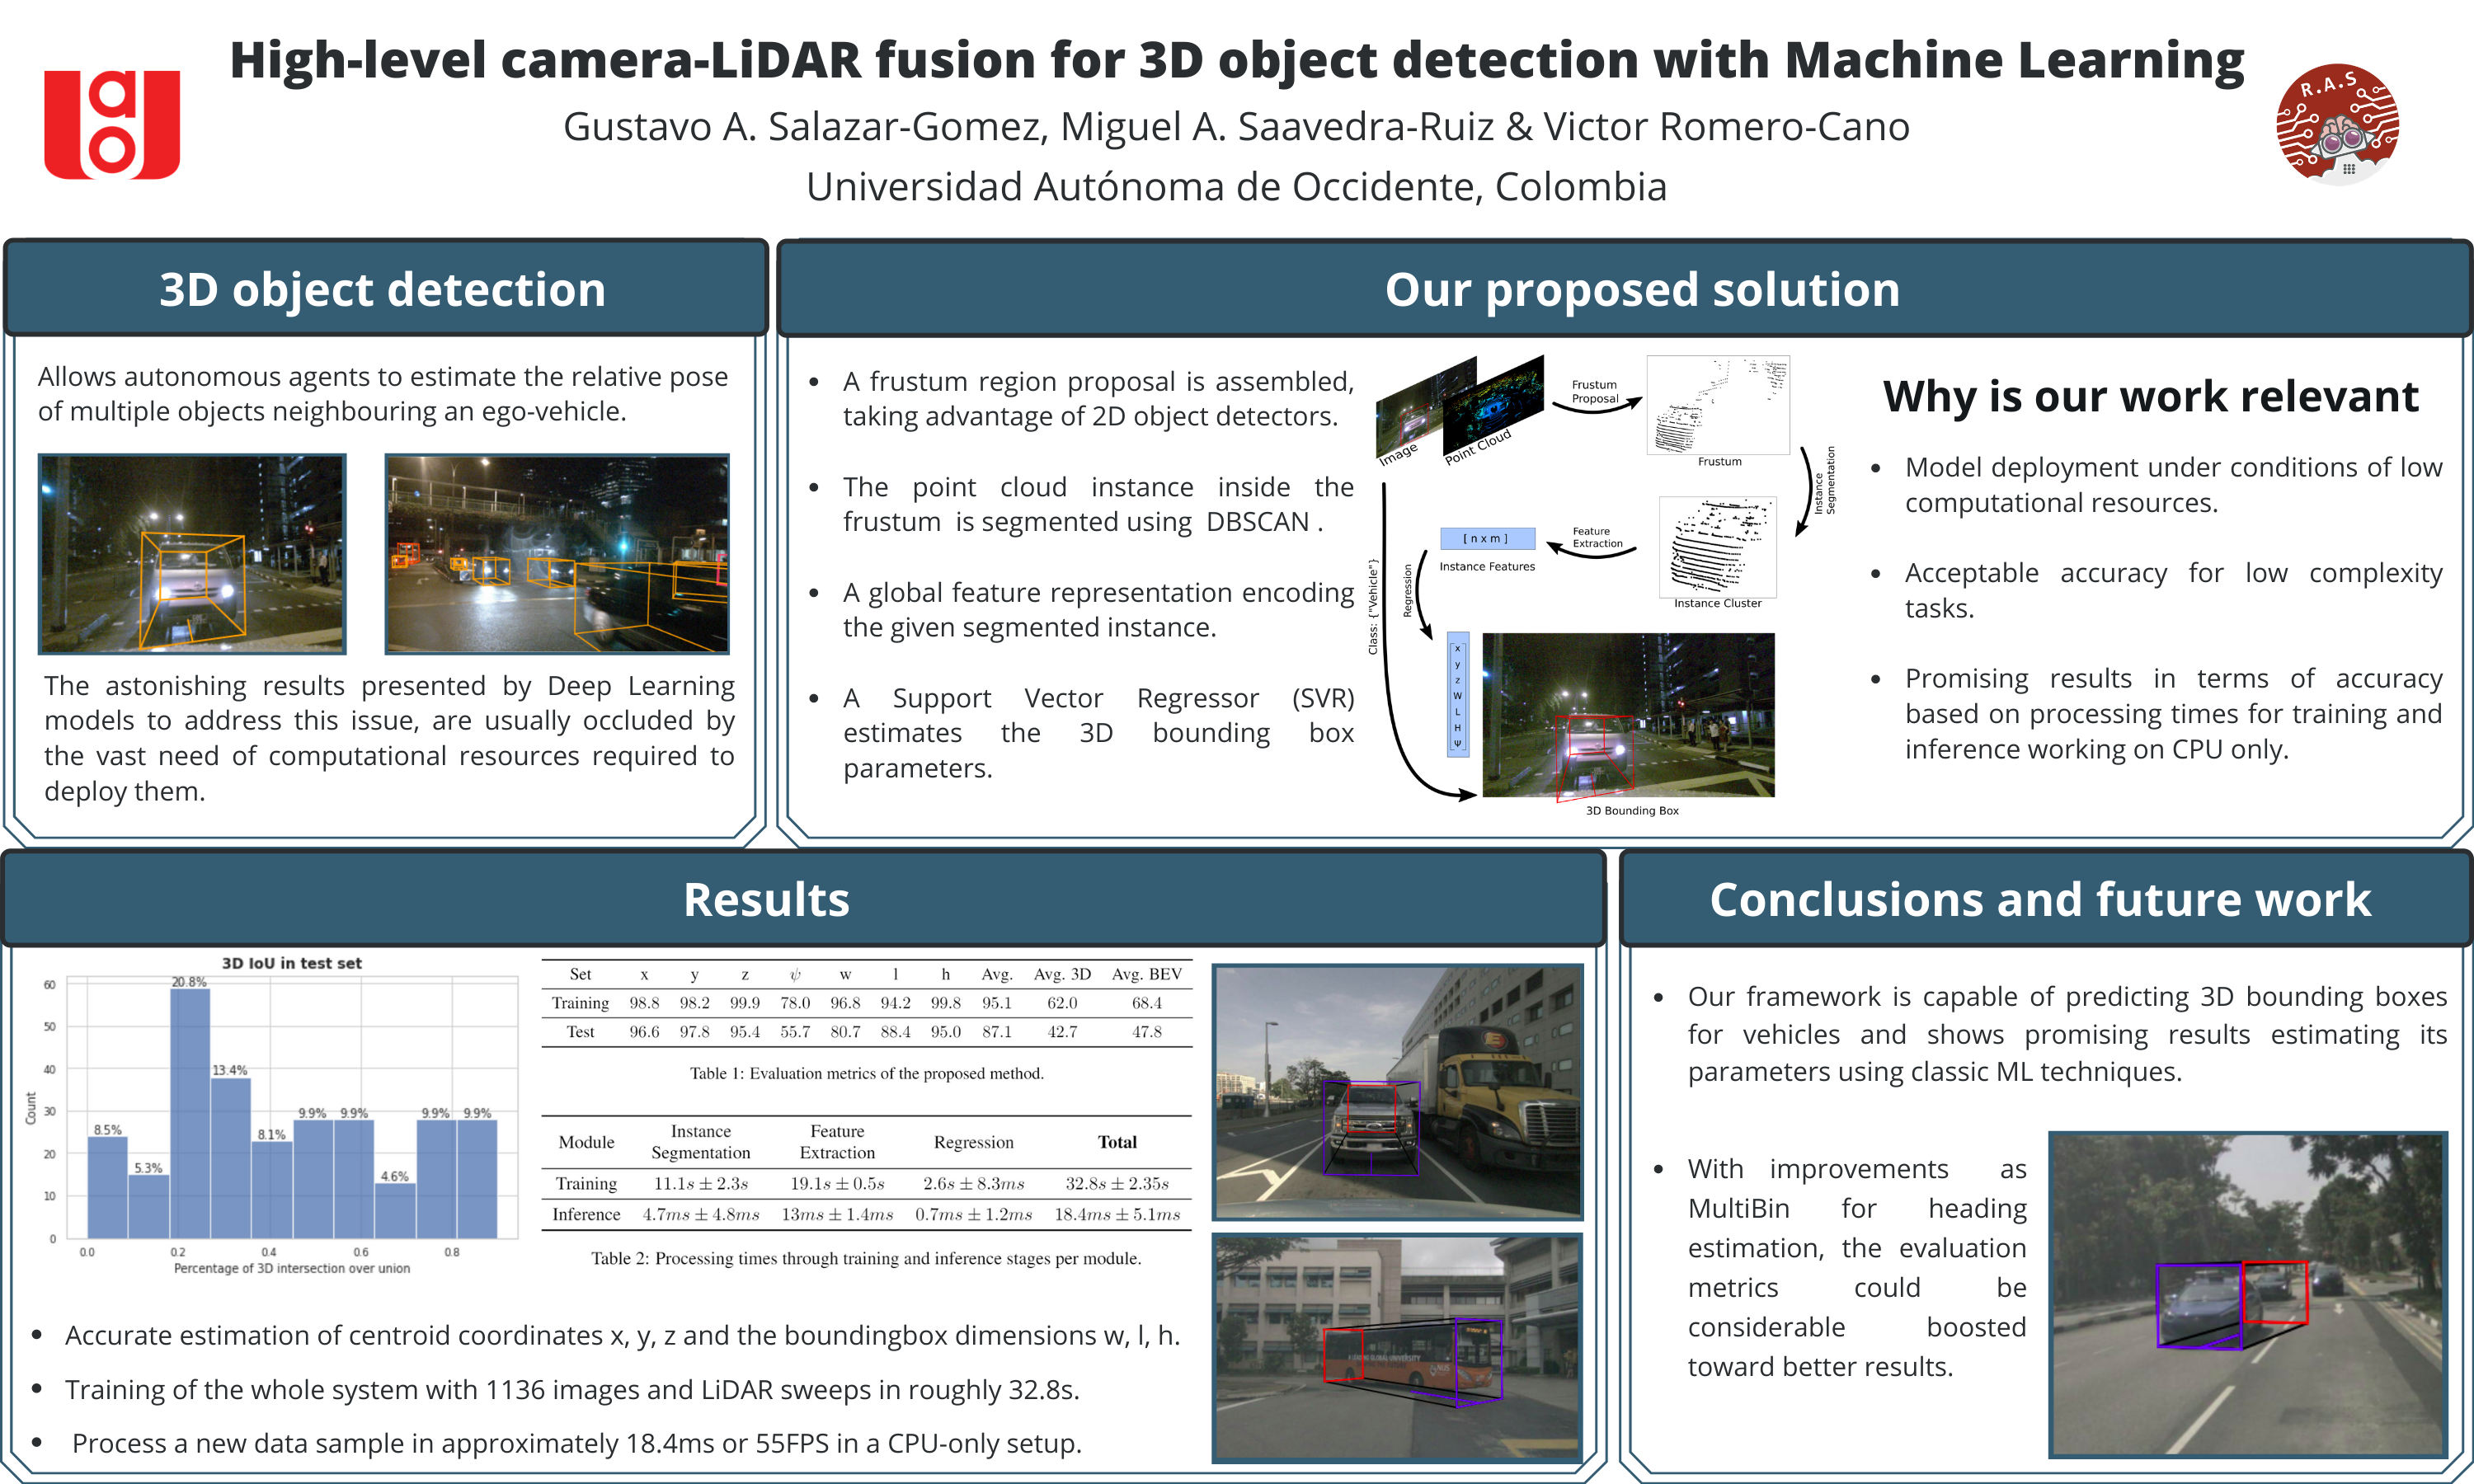 High-level camera-LiDAR fusion for 3D object detection with Machine Learning
Gustavo A. Salazar-Gomez, Miguel A. Saavedra-Ruiz & Victor Romero-Cano
Universidad Autónoma de Occidente, Colombia
uao
R.A.S
3D object detection
Allows autonomous agents to estimate the relative pose
of multiple objects neighbouring an ego-vehicle.
The astonishing results presented by Deep Learning
models to address this issue, are usually occluded by
the vast need of computational resources required to
deploy them.
Our proposed solution
• A frustum region proposal is assembled,
taking advantage of 2D object detectors.
• The point cloud instance inside the
frustum is segmented using DBSCAN .
• A global feature representation encoding
the given segmented instance.
• A Support Vector Regressor (SVR)
estimates the 3D bounding box
parameters.
Image
Point Cloud
Frustum
Proposal
Frustum
Instance
Segmentation
Instance Cluster
Feature
Extraction
[ n x m ]
Instance Features
Regression
Class: {"Vehicle"}
x
y
z
W
L
H
Ψ
3D Bounding Box
Why is our work relevant
• Model deployment under conditions of low
computational resources.
• Acceptable accuracy for low complexity
tasks.
• Promising results in terms of accuracy
based on processing times for training and
inference working on CPU only.
Results
3D IoU in test set
Count
60
50
40
30
20
10
0
8.5%
5.3%
20.8%
13.4%
8.1%
9.9%
9.9%
4.6%
9.9%
9.9%
0.0 0.2 0.4 0.6 0.8
Percentage of 3D intersection over union
Set x y z ψ w l h Avg. Avg. 3D Avg. BEV
Training 98.8 98.2 99.9 78.0 96.8 94.2 99.8 95.1 62.0 68.4
Test 96.6 97.8 95.4 55.7 80.7 88.4 95.0 87.1 42.7 47.8
Table 1: Evaluation metrics of the proposed method.
Module Instance Segmentation Feature Extraction Regression Total
Training 11.1s ± 2.3s 19.1s ± 0.5s 2.6s ± 8.3ms 32.8s ± 2.35s
Inference 4.7ms ± 4.8ms 13ms ± 1.4ms 0.7ms ± 1.2ms 18.4ms ± 5.1ms
Table 2: Processing times through training and inference stages per module.
• Accurate estimation of centroid coordinates x, y, z and the boundingbox dimensions w, l, h.
• Training of the whole system with 1136 images and LiDAR sweeps in roughly 32.8s.
• Process a new data sample in approximately 18.4ms or 55FPS in a CPU-only setup.
A LEADING GLOBAL UNIVERSITY
NUS
Conclusions and future work
• Our framework is capable of predicting 3D bounding boxes
for vehicles and shows promising results estimating its
parameters using classic ML techniques.
• With improvements as
MultiBin for heading
estimation, the evaluation
metrics could be
considerable boosted
toward better results.